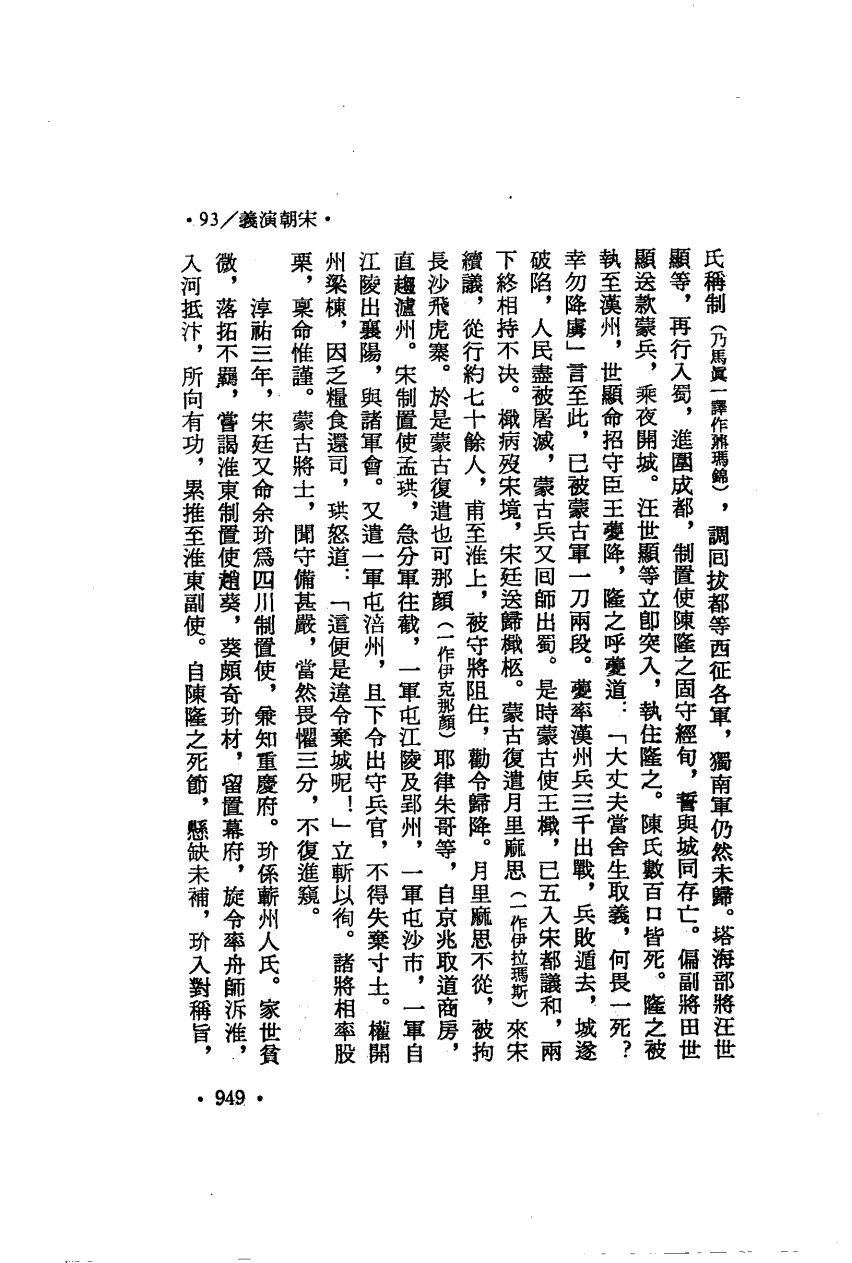 ·93／義演朝宋·
氏稱制（乃馬眞一譯作鼐瑪錦），調囘拔都等西征各軍，獨南軍仍然未歸。塔海部將汪世
顯等，再行入蜀，進圍成都，制置使陳隆之固守經旬，誓與城同存亡。偏副將田世
顯送款蒙兵，乘夜開城。汪世顯等立卽突入，執住隆之。陳氏數百口皆死。隆之被
執至漢州，世顯命招守臣王夔降，隆之呼夔道：「大丈夫當舍生取義，何畏一死？
幸勿降虜」言至此，已被蒙古軍一刀兩段。夔率漢州兵三千出戰，兵敗遁去，城遂
破陷，人民盡被屠滅，蒙古兵又囘師出蜀。是時蒙古使王檝，已五入宋都議和，兩
下終相持不決。檝病歿宋境，宋廷送歸檝柩。蒙古復遣月里麻思（一作伊拉瑪斯）來宋
續議，從行約七十餘人，甫至淮上，被守將阻住，勸令歸降。月里麻思不從，被拘
長沙飛虎寨。於是蒙古復遣也可那顏（一作伊克那顏）耶律朱哥等，自京兆取道商房，
直趨瀘州。宋制置使孟珙，急分軍往截，一軍屯江陵及郢州，一軍屯沙市，一軍自
江陵出襄陽，與諸軍會。又遣一軍屯涪州，且下令出守兵官，不得失棄寸土。權開
州梁棟，因乏糧食還司，珙怒道：「這便是違令棄城呢！」立斬以徇。諸將相率股
栗，稟命惟謹。蒙古將士，聞守備甚嚴，當然畏懼三分，不復進窺。
淳祐三年，宋廷又命余玠爲四川制置使，兼知重慶府。玠係蘄州人氏。家世貧
微，落拓不羈，嘗謁淮東制置使趙葵，葵頗奇玠材，留置幕府，旋令率舟師泝淮，
入河抵汴，所向有功，累推至淮東副使。自陳隆之死節，懸缺未補，玠入對稱旨，
·949·